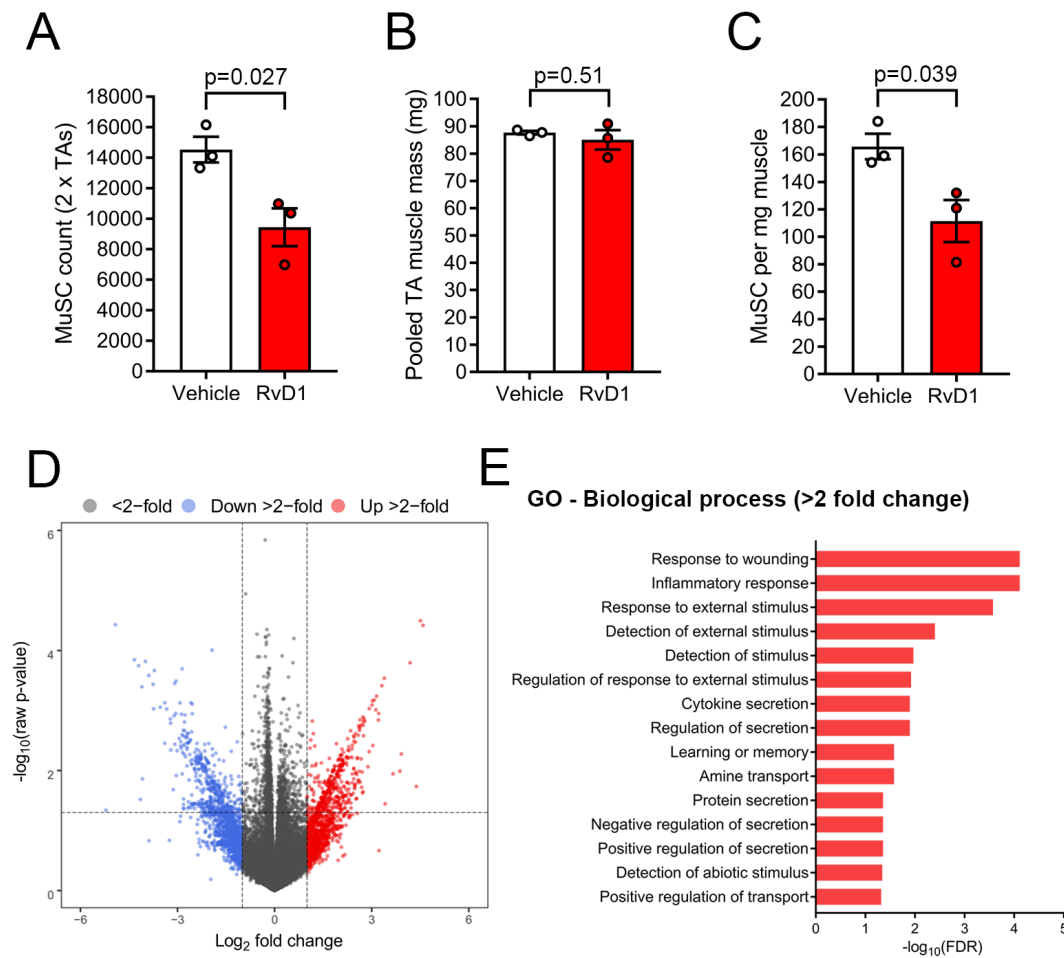 A
p=0.027
MuSC count (2 x TAs)
18000
16000
14000
12000
10000
8000
6000
4000
2000
0
Vehicle RvD1
B
p=0.51
Pooled TA muscle mass (mg)
100
90
80
70
60
50
40
30
20
10
0
Vehicle RvD1
C
p=0.039
MuSC per mg muscle
200
180
160
140
120
100
80
60
40
20
0
Vehicle RvD1
D
<2−fold Down >2−fold Up >2−fold
-log10(raw p-value)
6
4
2
0
−6 −3 0 3 6
Log2 fold change
E
GO - Biological process (>2 fold change)
Response to wounding
Inflammatory response
Response to external stimulus
Detection of external stimulus
Detection of stimulus
Regulation of response to external stimulus
Cytokine secretion
Regulation of secretion
Learning or memory
Amine transport
Protein secretion
Negative regulation of secretion
Positive regulation of secretion
Detection of abiotic stimulus
Positive regulation of transport
0 1 2 3 4 5
-log10(FDR)